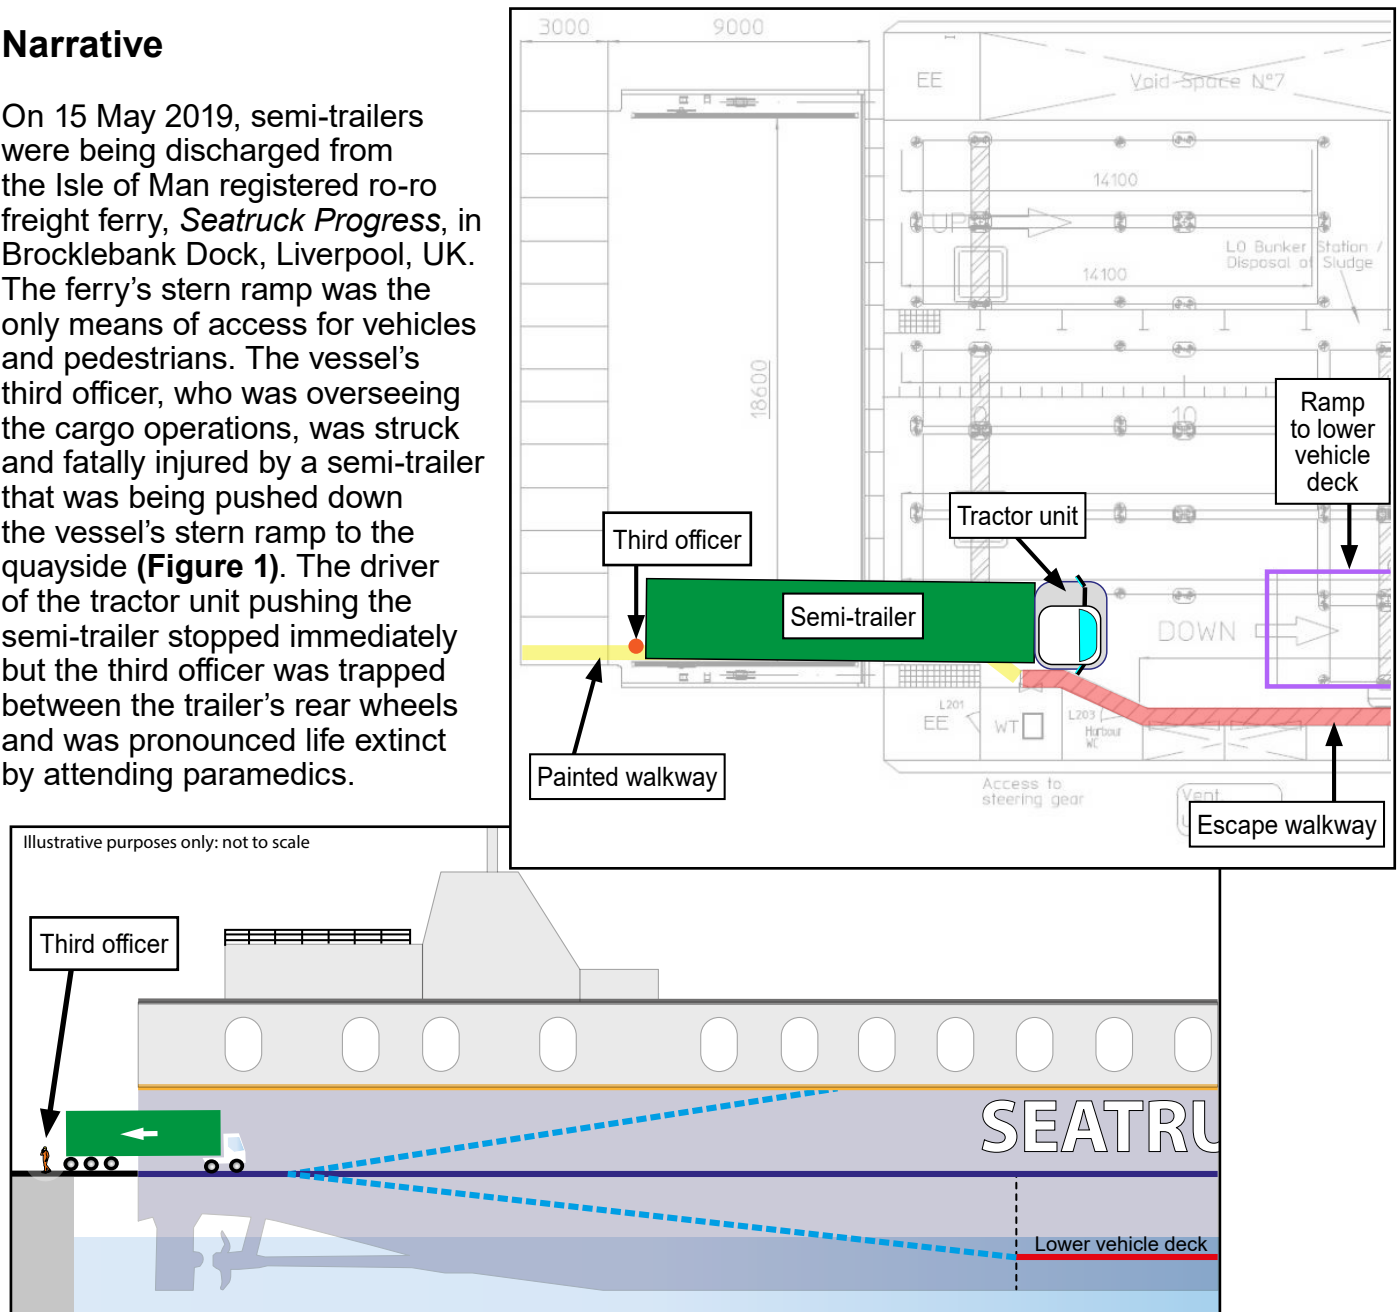 Narrative
On 15 May 2019, semi-trailers
were being discharged from
the Isle of Man registered ro-ro
freight ferry, Seatruck Progress, in
Brocklebank Dock, Liverpool, UK.
The ferry’s stern ramp was the
only means of access for vehicles
and pedestrians. The vessel’s
third officer, who was overseeing
the cargo operations, was struck
and fatally injured by a semi-trailer
that was being pushed down
the vessel’s stern ramp to the
quayside (Figure 1). The driver
of the tractor unit pushing the
semi-trailer stopped immediately
but the third officer was trapped
between the trailer’s rear wheels
and was pronounced life extinct
by attending paramedics.
3000
9000
EE
Void Space N°7
14100
UP
LO Bunker Station /
Disposal of Sludge
14100
18600
Ramp
to lower
vehicle
deck
0
10
Tractor unit
Third officer
Semi-trailer
DOWN
L201
EE
WT
L203
Harbour
WC
Painted walkway
Access to
steering gear
Vent
Escape walkway
Illustrative purposes only: not to scale
Third officer
SEATRU
Lower vehicle deck